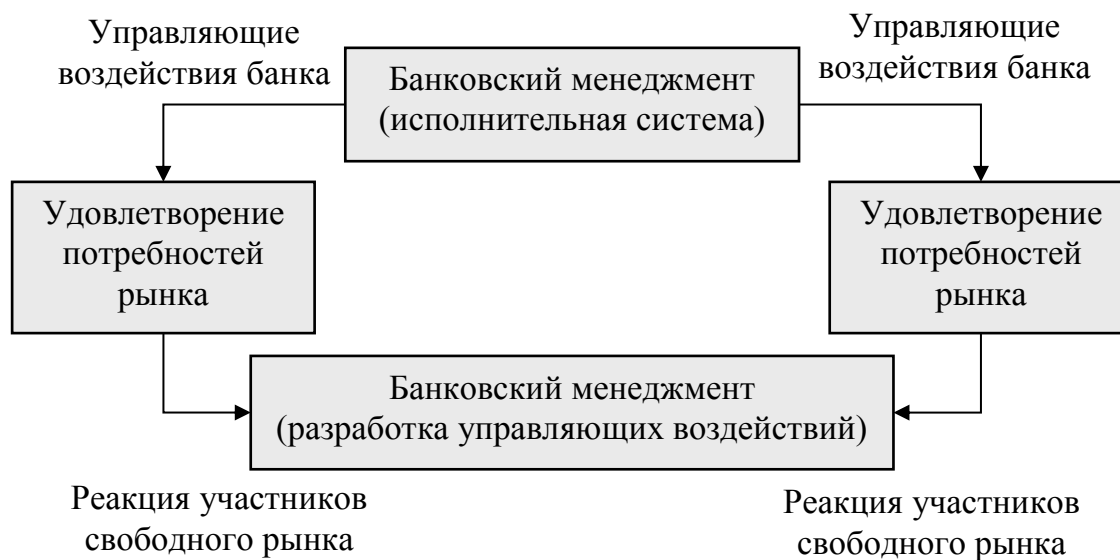 Управляющие
воздействия банка
Банковский менеджмент
(исполнительная система)
Управляющие
воздействия банка
Удовлетворение
потребностей
рынка
Удовлетворение
потребностей
рынка
Банковский менеджмент
(разработка управляющих воздействий)
Реакция участников
свободного рынка
Реакция участников
свободного рынка